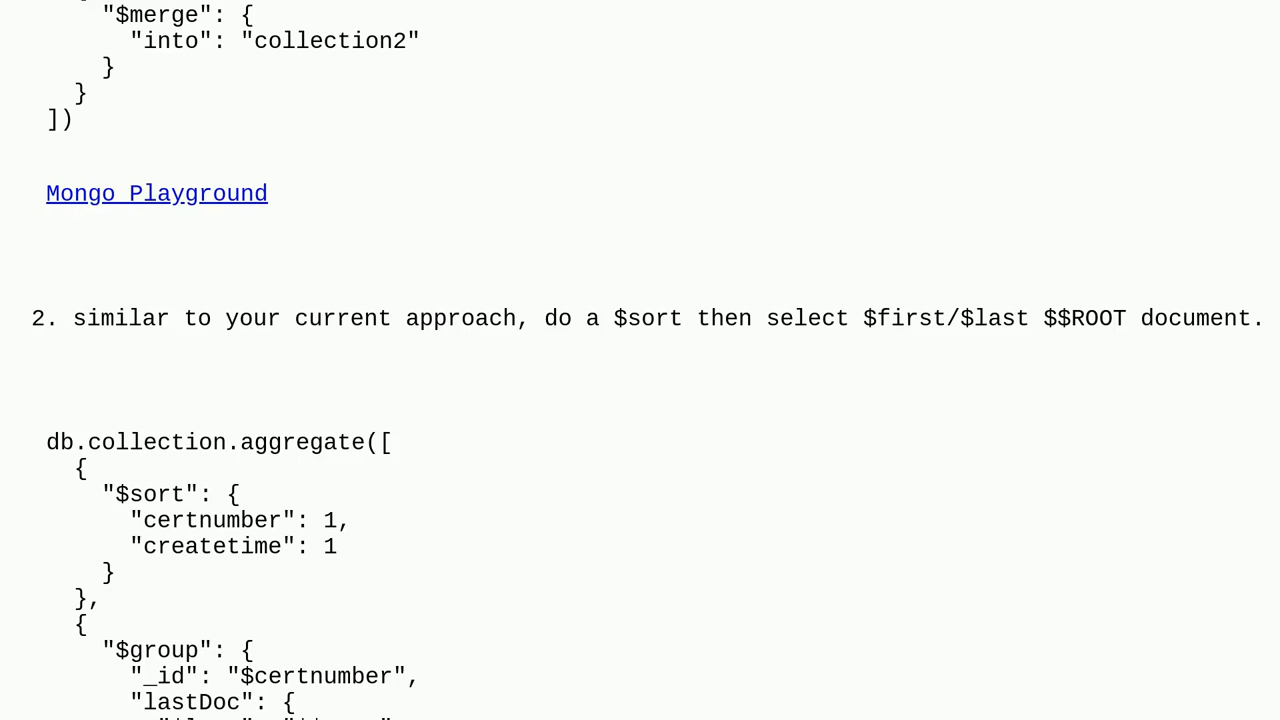 "$merge": {
"into": "collection2"
}
}
])
Mongo Playground
2. similar to your current approach, do a $sort then select $first/$last $$ROOT document.
db.collection.aggregate([
{
"$sort": {
"certnumber": 1,
"createtime": 1
}
},
{
"$group": {
"_id": "$certnumber",
"lastDoc": {